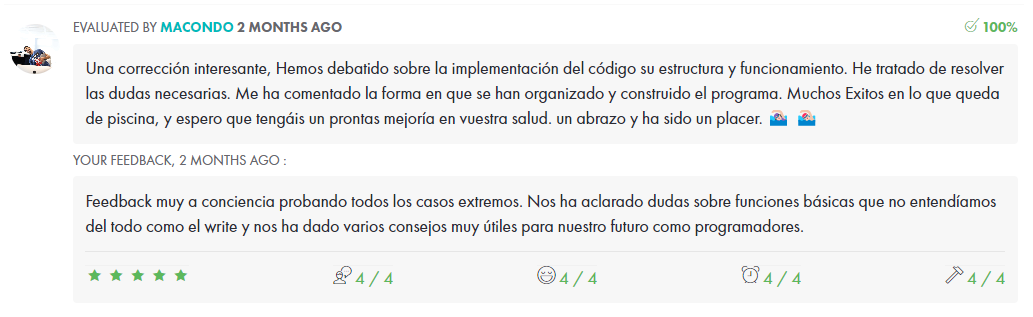 EVALUATED BY MACONDO 2 MONTHS AGO
100%
Una corrección interesante, Hemos debatido sobre la implementación del código su estructura y funcionamiento. He tratado de resolver
las dudas necesarias. Me ha comentado la forma en que se han organizado y construido el programa. Muchos Exitos en lo que queda
de piscina, y espero que tengáis un prontas mejoría en vuestra salud. un abrazo y ha sido un placer.
YOUR FEEDBACK, 2 MONTHS AGO :
Feedback muy a conciencia probando todos los casos extremos. Nos ha aclarado dudas sobre funciones básicas que no entendíamos
del todo como el write y nos ha dado varios consejos muy útiles para nuestro futuro como programadores.
4 / 4
4 / 4
4 / 4
4 / 4